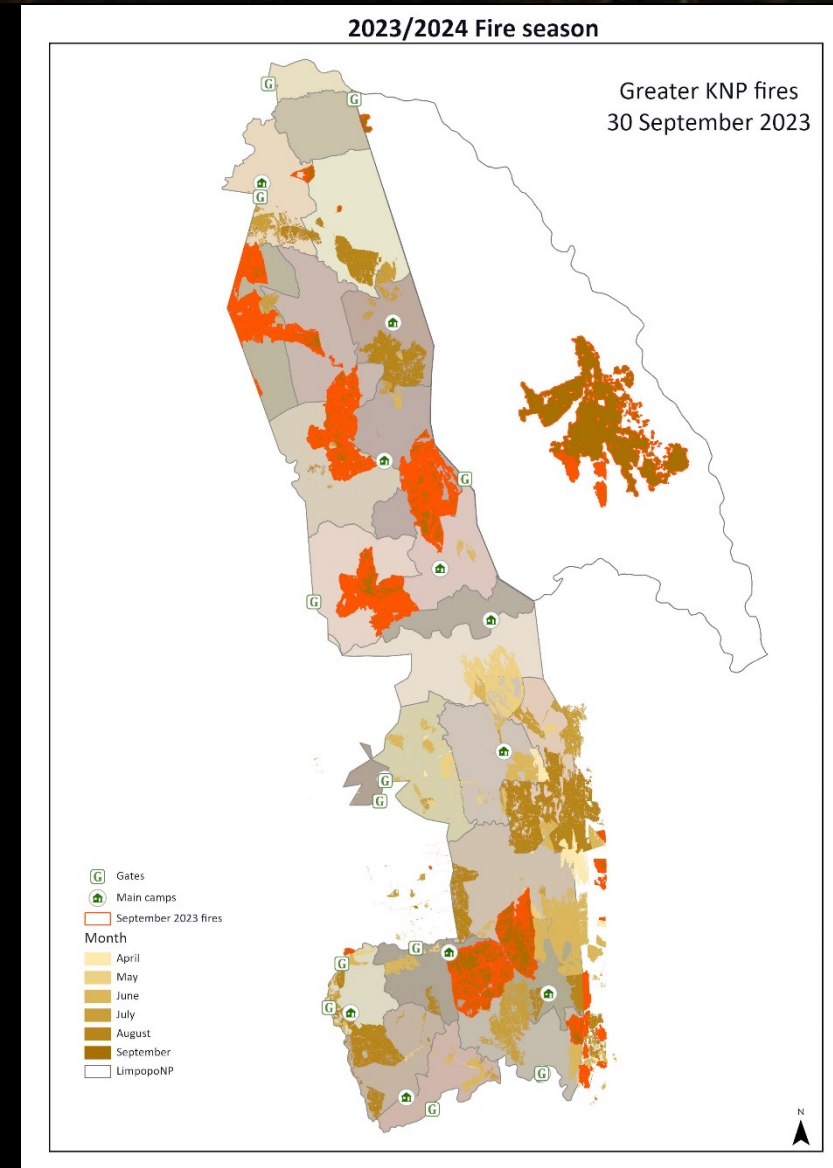 2023/2024 Fire season
Greater KNP fires
30 September 2023
G
G
G
G
G
G
G
G
G
G
G
G
G Gates
Main camps
September 2023 fires
Month
April
May
June
July
August
September
LimpopoNP
N